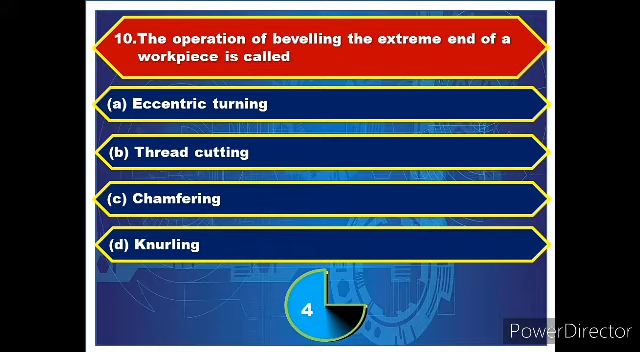 10.The operation of bevelling the extreme end of a
workpiece is called
(a) Eccentric turning
(b) Thread cutting
(c) Chamfering
(d) Knurling
4
PowerDirector